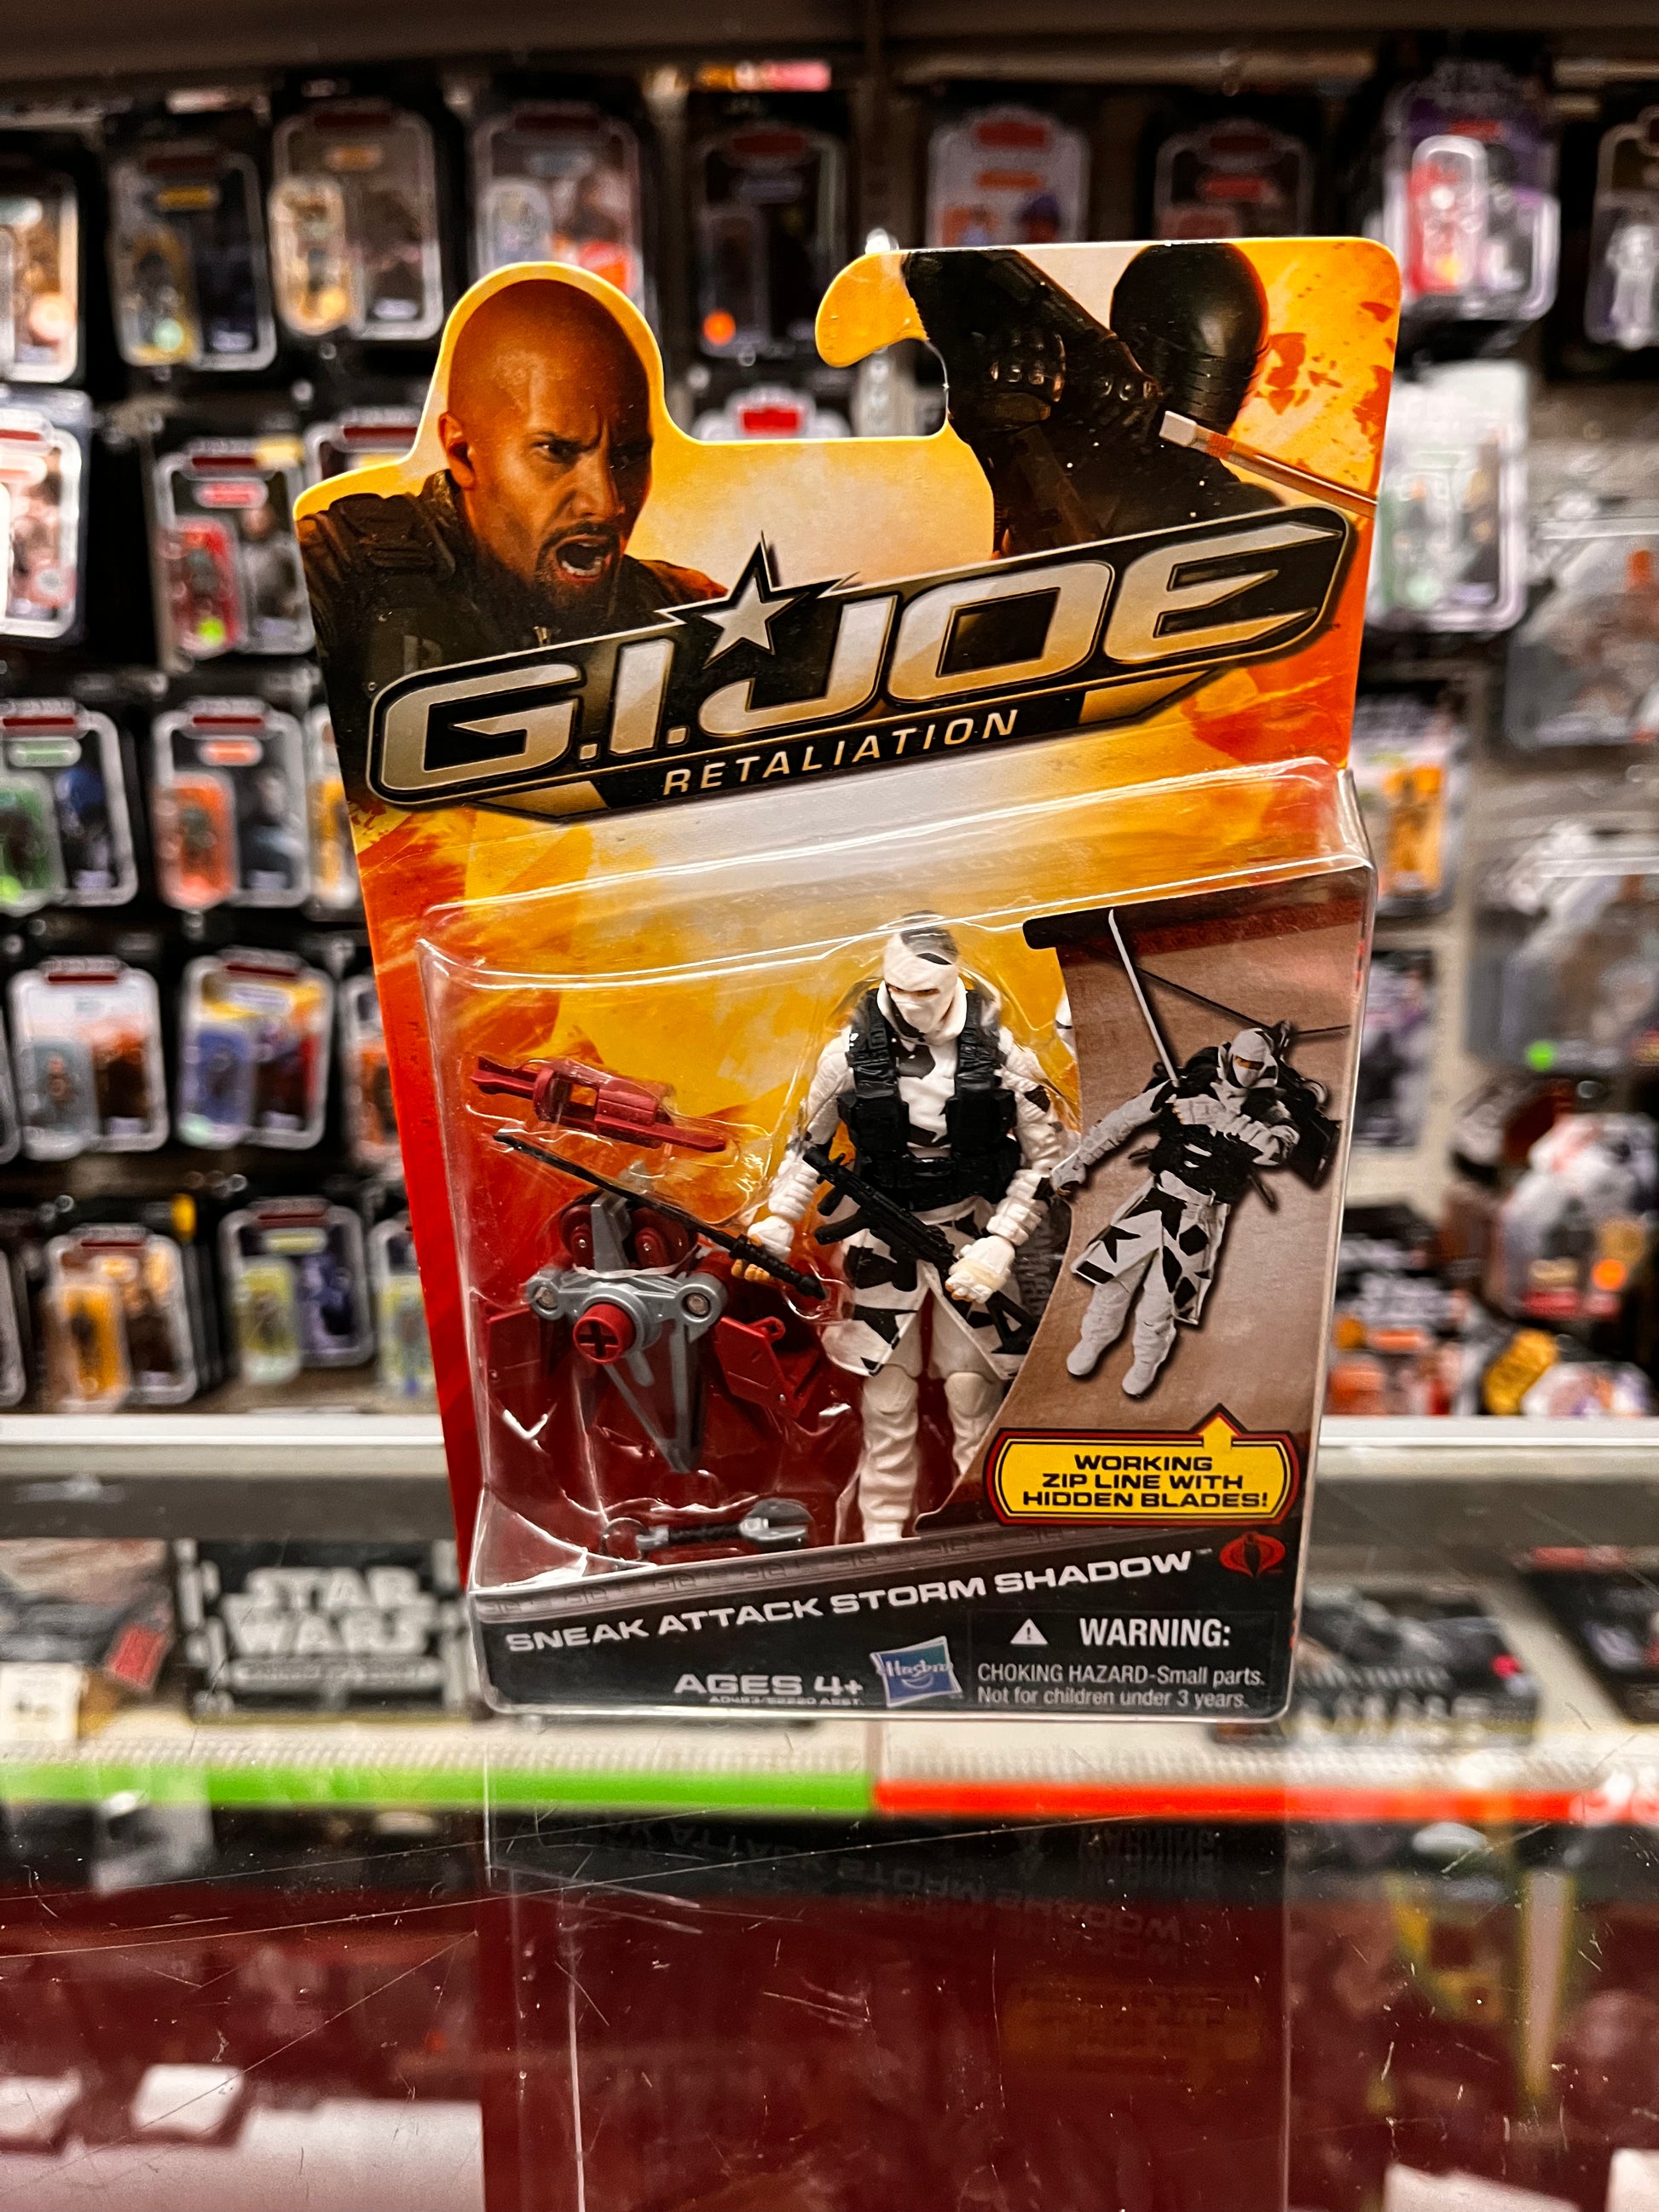 G.I. JOE
RETALIATION
WORKING
ZIP LINE WITH
HIDDEN BLADES!
SNEAK ATTACK STORM SHADOW™
AGES 4+
Hasbro
WARNING:
CHOKING HAZARD-Small parts.
Not for children under 3 years.
STAR
WARS